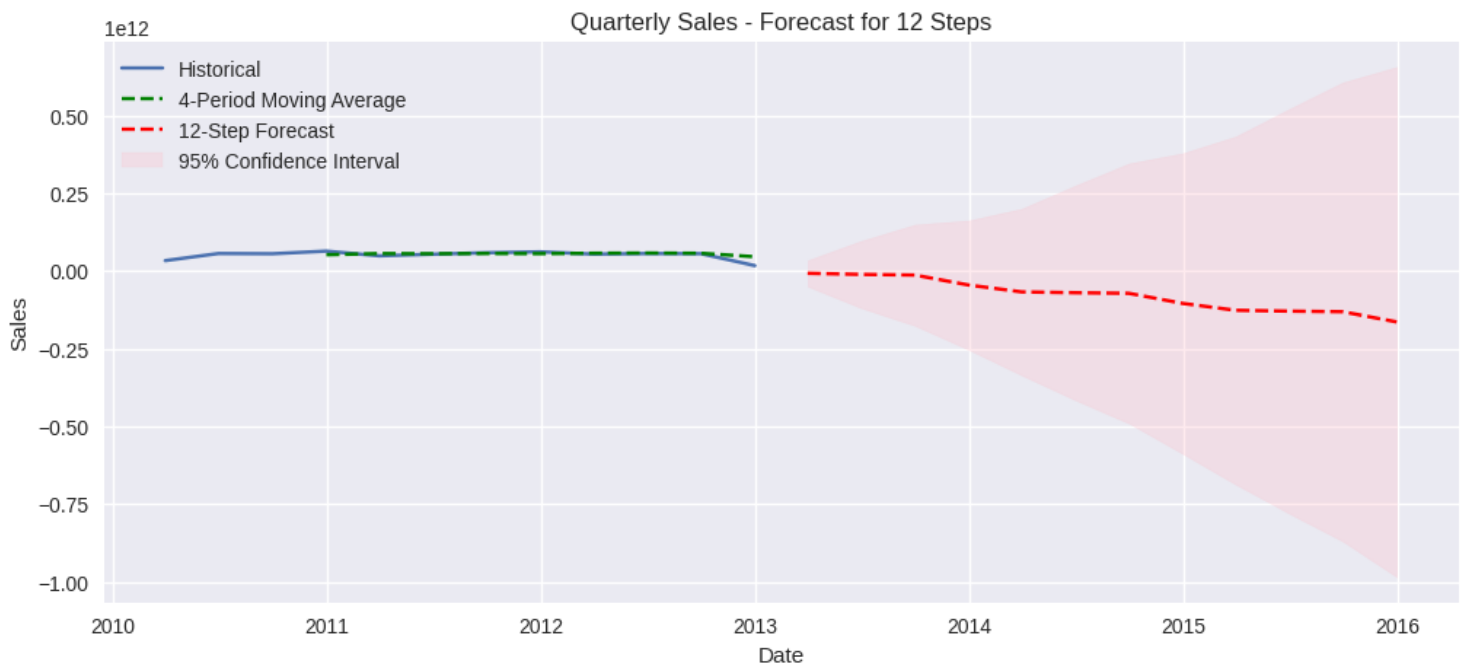 Quarterly Sales - Forecast for 12 Steps
1e12
Historical
4-Period Moving Average
12-Step Forecast
95% Confidence Interval
0.50
0.25
0.00
−0.25
−0.50
−0.75
−1.00
Sales
2010 2011 2012 2013 2014 2015 2016
Date